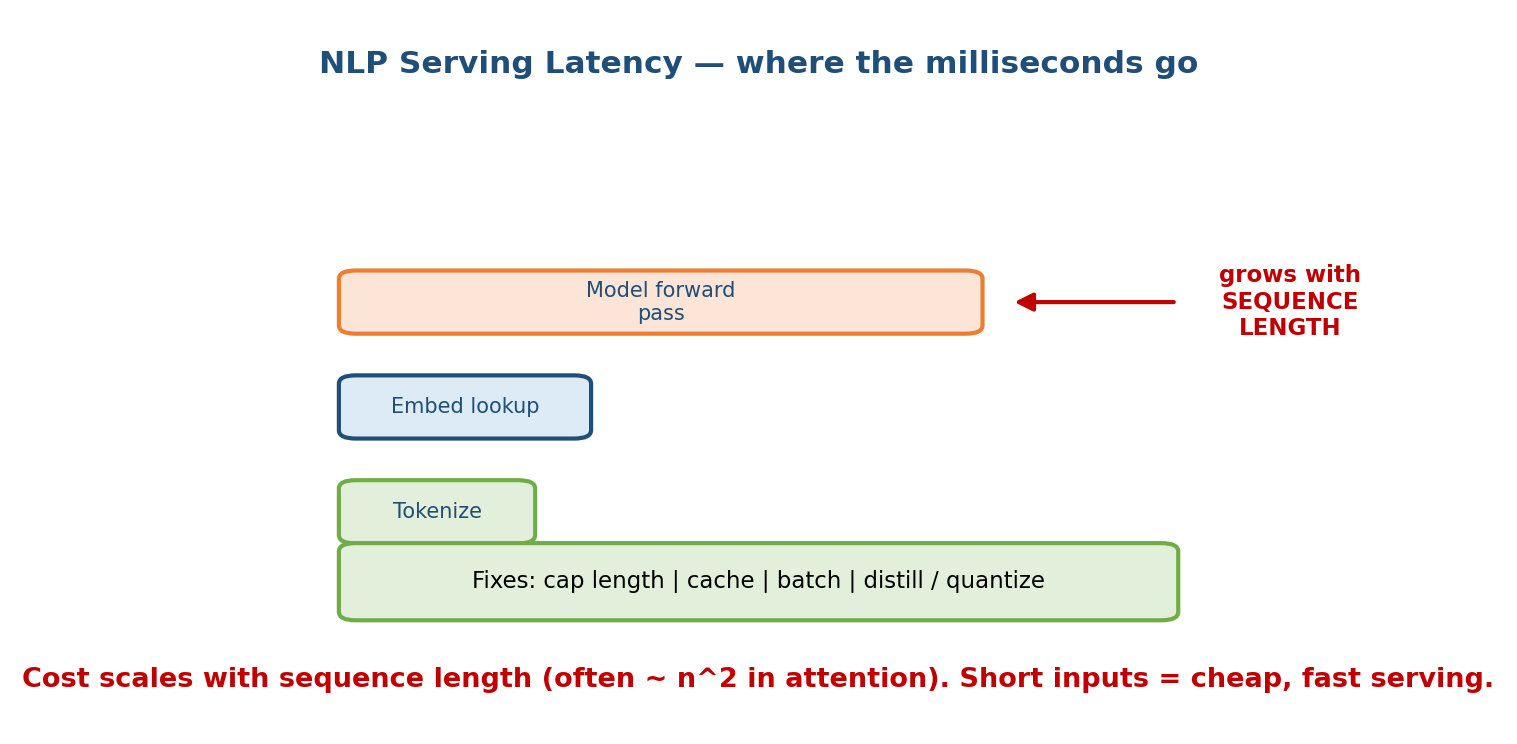 NLP Serving Latency — where the milliseconds go
Model forward
pass
grows with
SEQUENCE
LENGTH
Embed lookup
Tokenize
Fixes: cap length | cache | batch | distill / quantize
Cost scales with sequence length (often ~ n^2 in attention). Short inputs = cheap, fast serving.